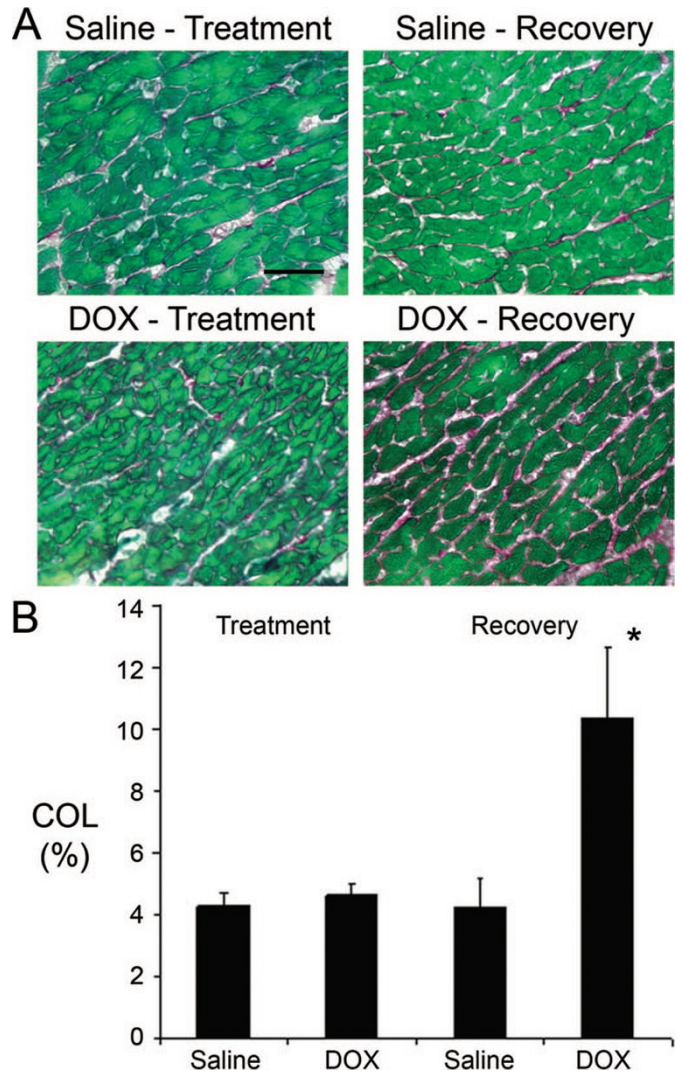 A
Saline - Treatment
Saline - Recovery
DOX - Treatment
DOX - Recovery
B
14
12
10
8
6
4
2
0
COL
(%)
Treatment
Recovery
*
Saline
DOX
Saline
DOX